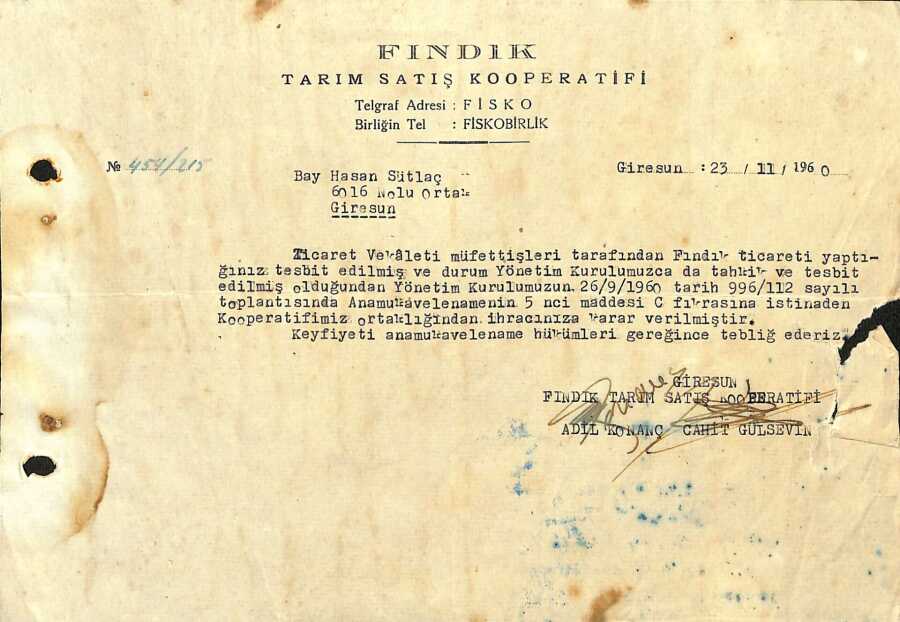 FINDIK
TARIM SATIŞ KOOPERATİFİ
Telgraf Adresi : FİSKO
Birliğin Tel : FİSKOBİRLİK
№ 454/215
Giresun : 23 / 11 / 1960
Bay Hasan Sütlaç
6016 Nolu Ortak
Giresun
Ticaret Vekâleti müfettişleri tarafından Fındık ticareti yaptı-
ğınız tesbit edilmiş ve durum Yönetim Kurulumuzca da tahkik ve tesbit
edilmiş olduğundan Yönetim Kurulumuzun 26/9/1960 tarih 996/112 sayılı
toplantısında Anamukavelenamenin 5 nci maddesi C fıkrasına istinaden
Kooperatifimiz ortaklığından ihracınıza karar verilmiştir.
Keyfiyeti anamukavelename hükümleri gereğince tebliğ ederiz.
GİRESUN
FINDIK TARIM SATIŞ KOOPERATİFİ
ADİL KONANÇ CAHİT GÜLSEVİN